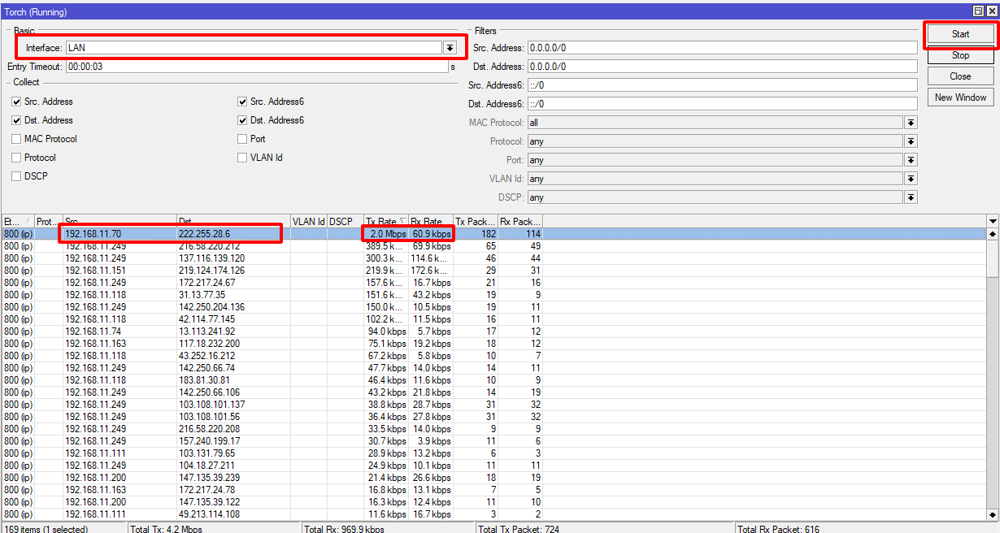 Torch (Running)
Basic
Interface: LAN
Entry Timeout: 00:00:03 s
Collect
Src. Address
Src. Address6
Dst. Address
Dst. Address6
MAC Protocol
Port
Protocol
VLAN Id
DSCP
Filters
Src. Address: 0.0.0.0/0
Dst. Address: 0.0.0.0/0
Src. Address6: ::/0
Dst. Address6: ::/0
MAC Protocol: all
Protocol: any
Port: any
VLAN Id: any
DSCP: any
Start
Stop
Close
New Window
Et... Prot... Src. Dst. VLAN Id DSCP Tx Rate Rx Rate Tx Pack... Rx Pack...
800 (ip) 192.168.11.70 222.255.28.6 2.0 Mbps 60.9 kbps 182 114
800 (ip) 192.168.11.249 216.58.220.212 389.5 k... 69.9 kbps 65 49
800 (ip) 192.168.11.249 137.116.139.120 300.3 k... 114.6 k... 46 44
800 (ip) 192.168.11.151 219.124.174.126 219.9 k... 172.6 k... 29 31
800 (ip) 192.168.11.249 172.217.24.67 157.6 k... 16.7 kbps 21 16
800 (ip) 192.168.11.118 31.13.77.35 151.6 k... 43.2 kbps 19 9
800 (ip) 192.168.11.249 142.250.204.136 150.0 k... 10.5 kbps 19 11
800 (ip) 192.168.11.118 42.114.77.145 102.2 k... 11.5 kbps 16 11
800 (ip) 192.168.11.74 13.113.241.92 94.0 kbps 5.7 kbps 17 12
800 (ip) 192.168.11.163 117.18.232.200 75.1 kbps 19.2 kbps 18 12
800 (ip) 192.168.11.118 43.252.16.212 67.2 kbps 5.8 kbps 10 7
800 (ip) 192.168.11.249 142.250.66.74 47.7 kbps 14.0 kbps 14 11
800 (ip) 192.168.11.118 183.81.30.81 46.4 kbps 11.6 kbps 10 9
800 (ip) 192.168.11.249 142.250.66.106 43.2 kbps 21.8 kbps 14 19
800 (ip) 192.168.11.249 103.108.101.137 38.8 kbps 28.7 kbps 31 32
800 (ip) 192.168.11.249 103.108.101.56 36.4 kbps 27.8 kbps 31 32
800 (ip) 192.168.11.249 216.58.220.208 33.5 kbps 14.0 kbps 9 9
800 (ip) 192.168.11.249 157.240.199.17 30.7 kbps 3.9 kbps 11 6
800 (ip) 192.168.11.111 103.131.79.65 28.9 kbps 13.2 kbps 6 3
800 (ip) 192.168.11.249 104.18.27.211 24.9 kbps 10.1 kbps 11 11
800 (ip) 192.168.11.200 147.135.39.239 21.4 kbps 26.6 kbps 18 19
800 (ip) 192.168.11.163 172.217.24.78 16.8 kbps 13.1 kbps 7 5
800 (ip) 192.168.11.200 147.135.39.122 16.3 kbps 12.4 kbps 11 10
800 (ip) 192.168.11.111 49.213.114.108 11.6 kbps 16.7 kbps 3 2
169 items (1 selected) Total Tx: 4.2 Mbps Total Rx: 969.9 kbps Total Tx Packet: 724 Total Rx Packet: 616